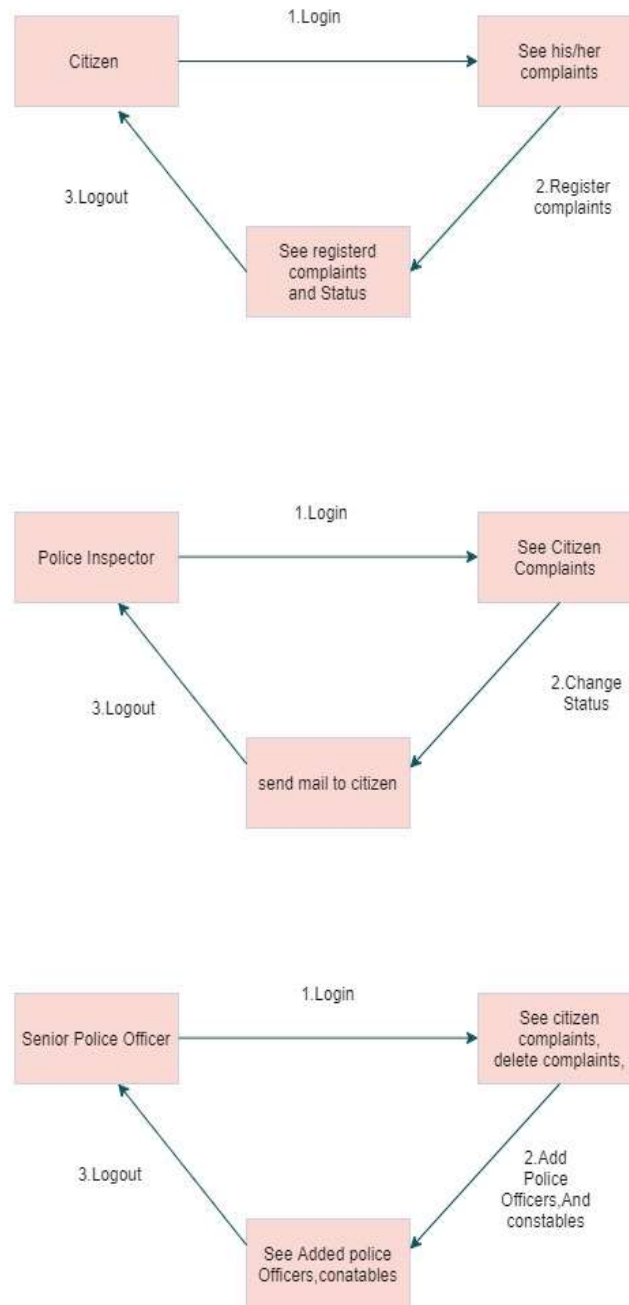 1.Login
Citizen
See his/her
complaints
3.Logout
2.Register
complaints
See registerd
complaints
and Status
1.Login
Police Inspector
See Citizen
Complaints
3.Logout
2.Change
Status
send mail to citizen
1.Login
Senior Police Officer
See citizen
complaints,
delete complaints,
3.Logout
2.Add
Police
Officers,And
constables
See Added police
Officers,conatables